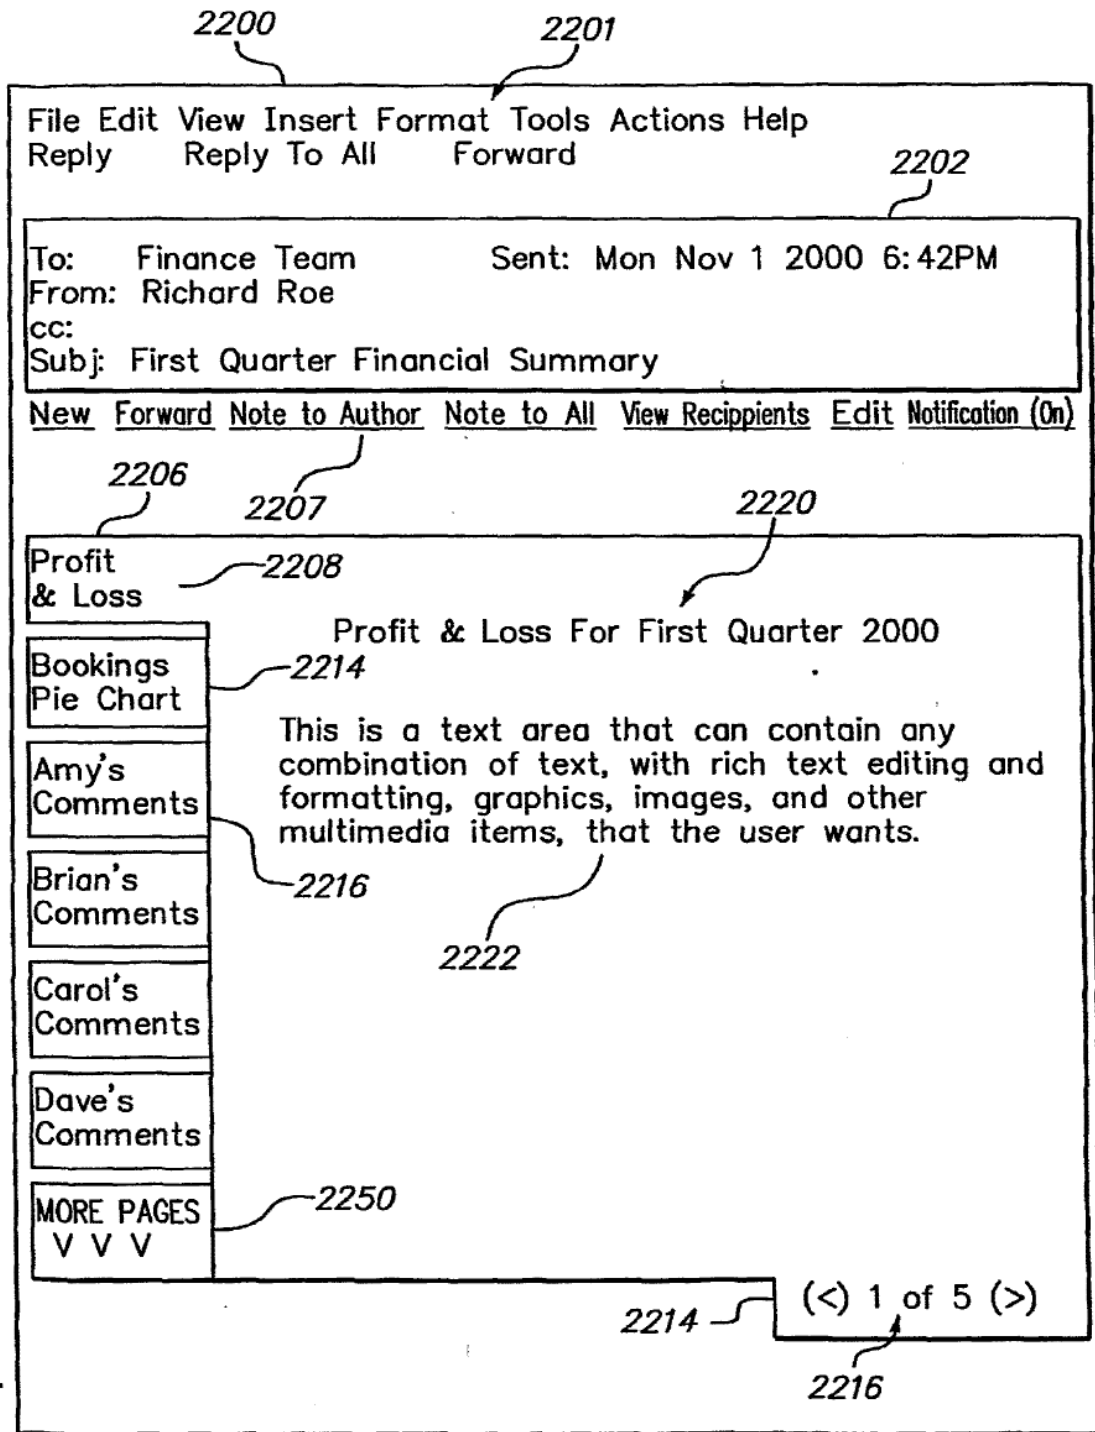 2200 2201
File Edit View Insert Format Tools Actions Help
Reply Reply To All Forward
2202
To: Finance Team Sent: Mon Nov 1 2000 6:42PM
From: Richard Roe
cc:
Subj: First Quarter Financial Summary
New Forward Note to Author Note to All View Recippients Edit Notification (On)
2206
2207
2220
Profit
& Loss
2208
Profit & Loss For First Quarter 2000
Bookings
Pie Chart
2214
This is a text area that can contain any
combination of text, with rich text editing and
formatting, graphics, images, and other
multimedia items, that the user wants.
Amy's
Comments
2216
2222
Brian's
Comments
Carol's
Comments
Dave's
Comments
MORE PAGES
V V V
2250
(<) 1 of 5 (>)
2214
2216